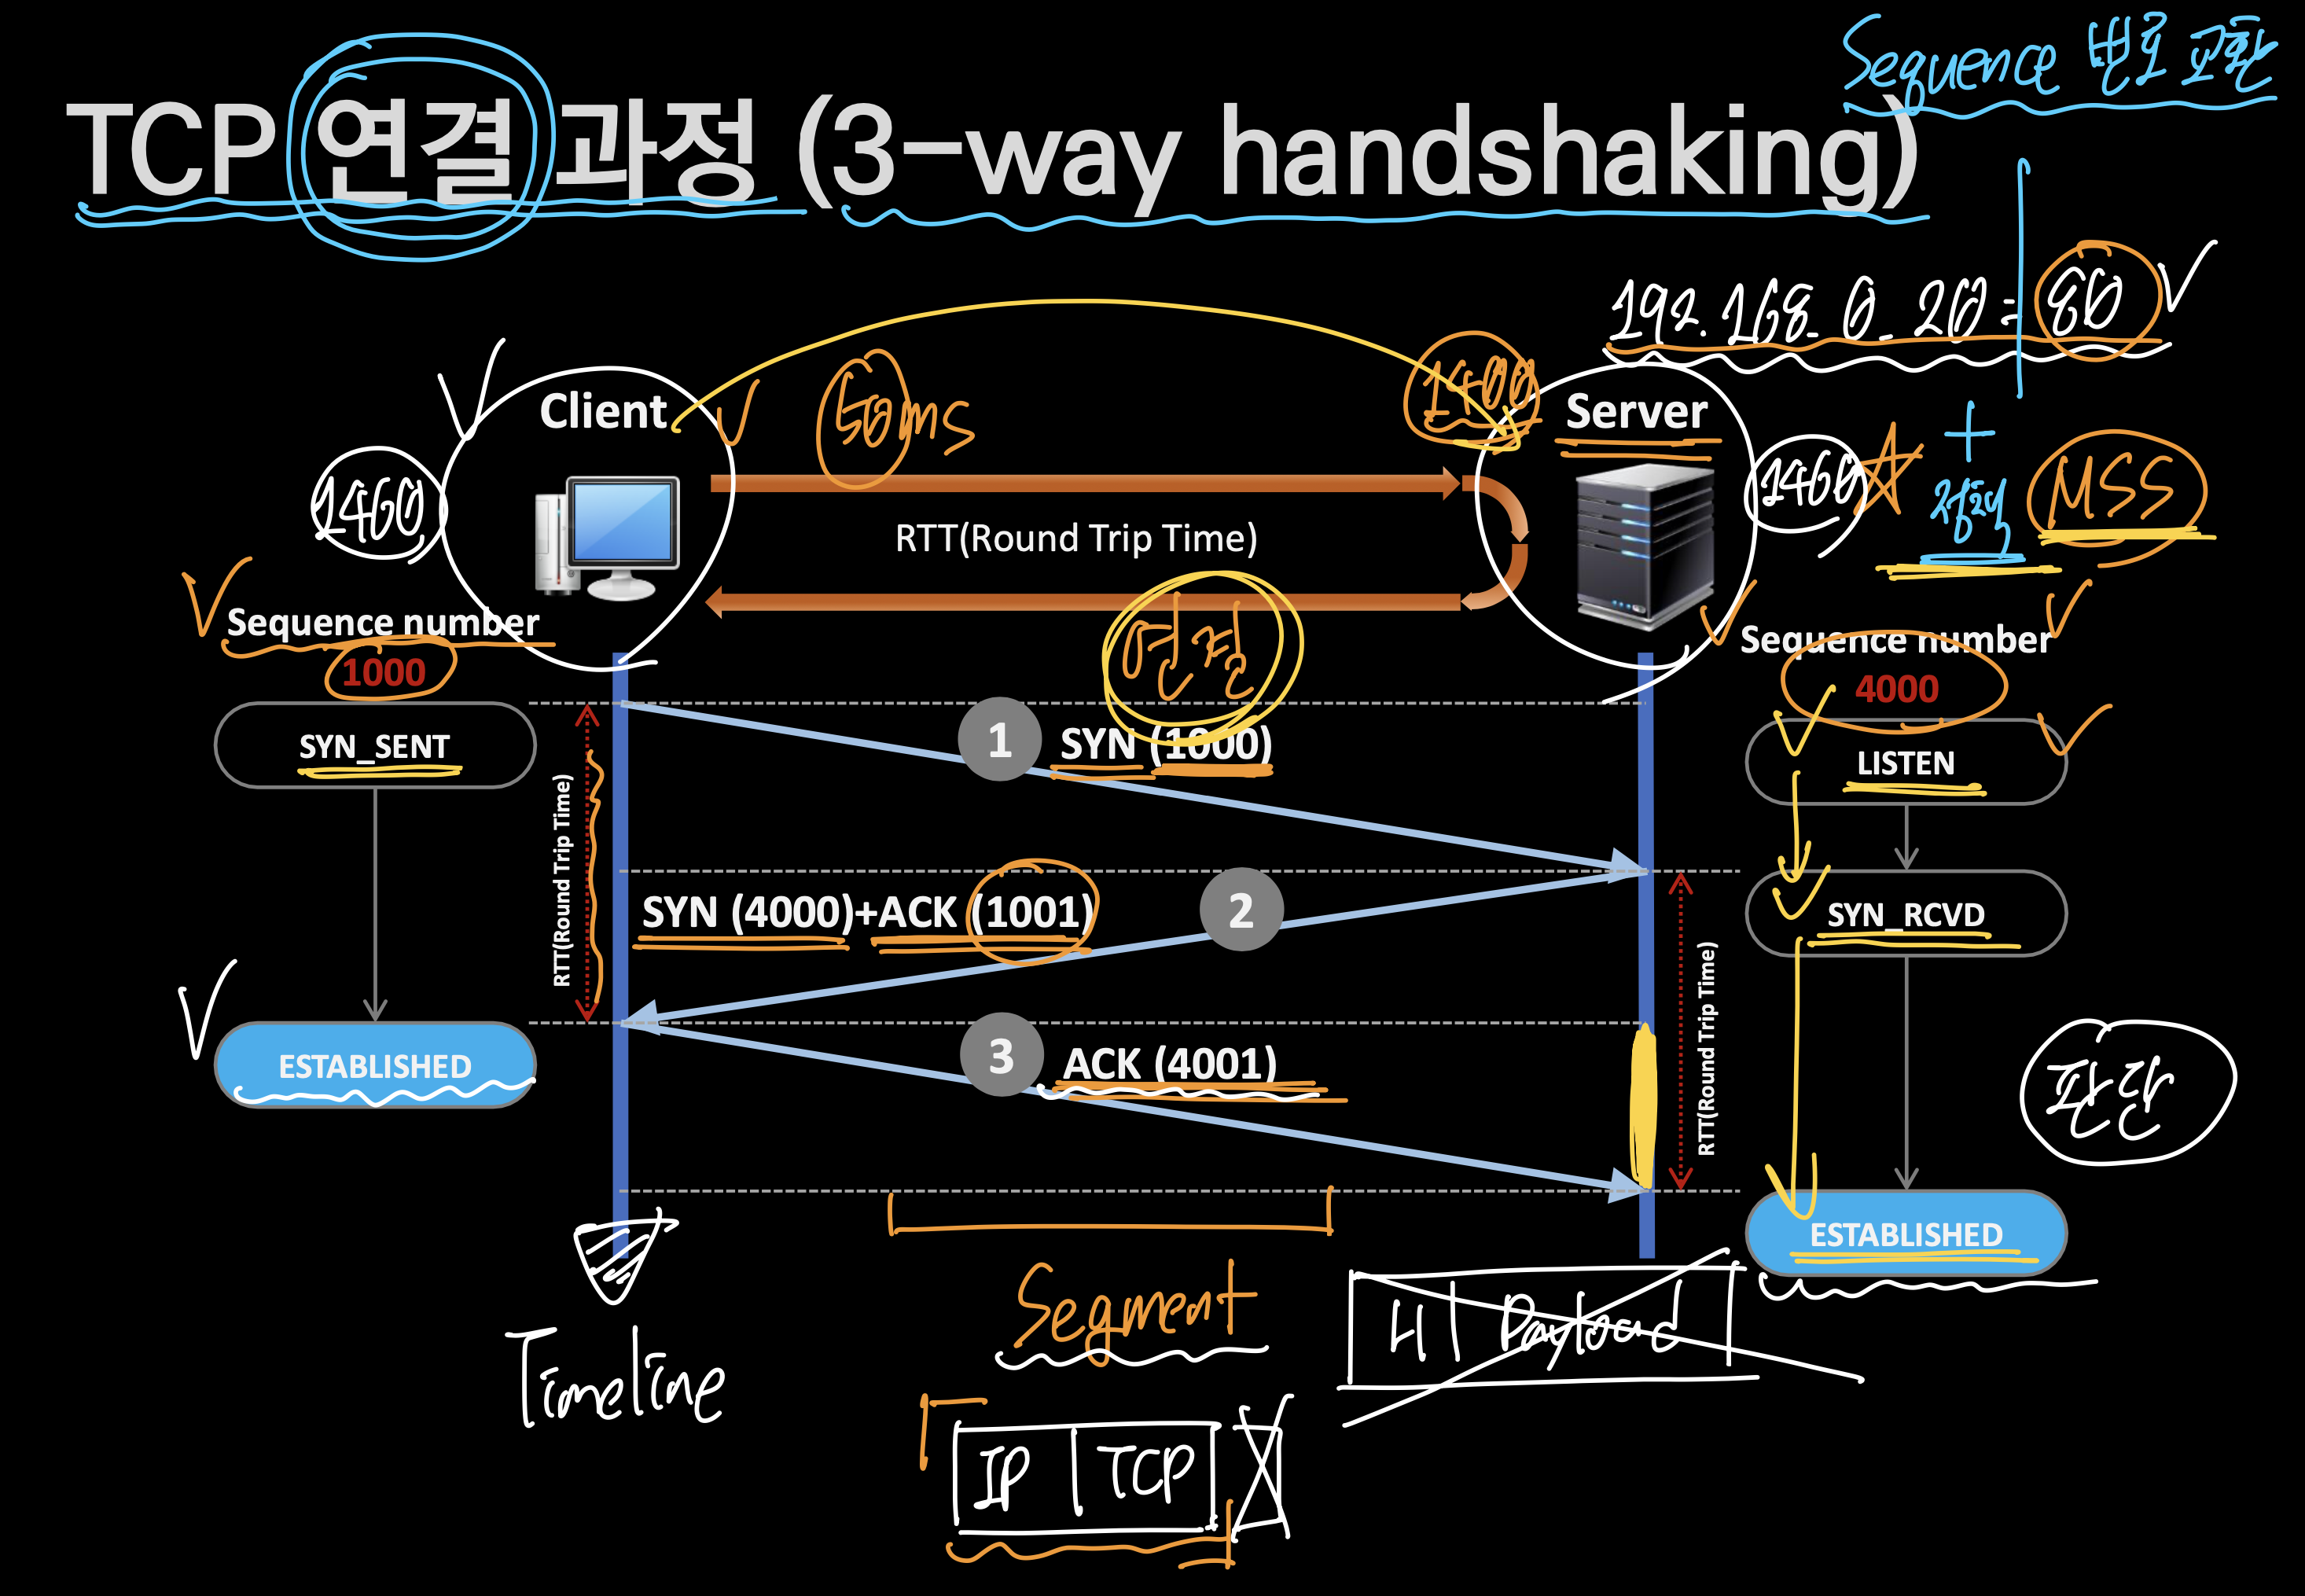 Sequence 번호 교환
TCP 연결 과정 (3-way handshaking)
192.168.0.20:80
Client
50ms
1400
Server
1460
RTT(Round Trip Time)
1460
+
정책 MSS
Sequence number
1000
연결
Sequence number
4000
SYN_SENT
1 SYN (1000)
LISTEN
RTT(Round Trip Time)
SYN (4000)+ACK (1001)
2
SYN_RCVD
RTT(Round Trip Time)
ESTABLISHED
3 ACK (4001)
판단
ESTABLISHED
Segment
Payload
Timeline
IP TCP